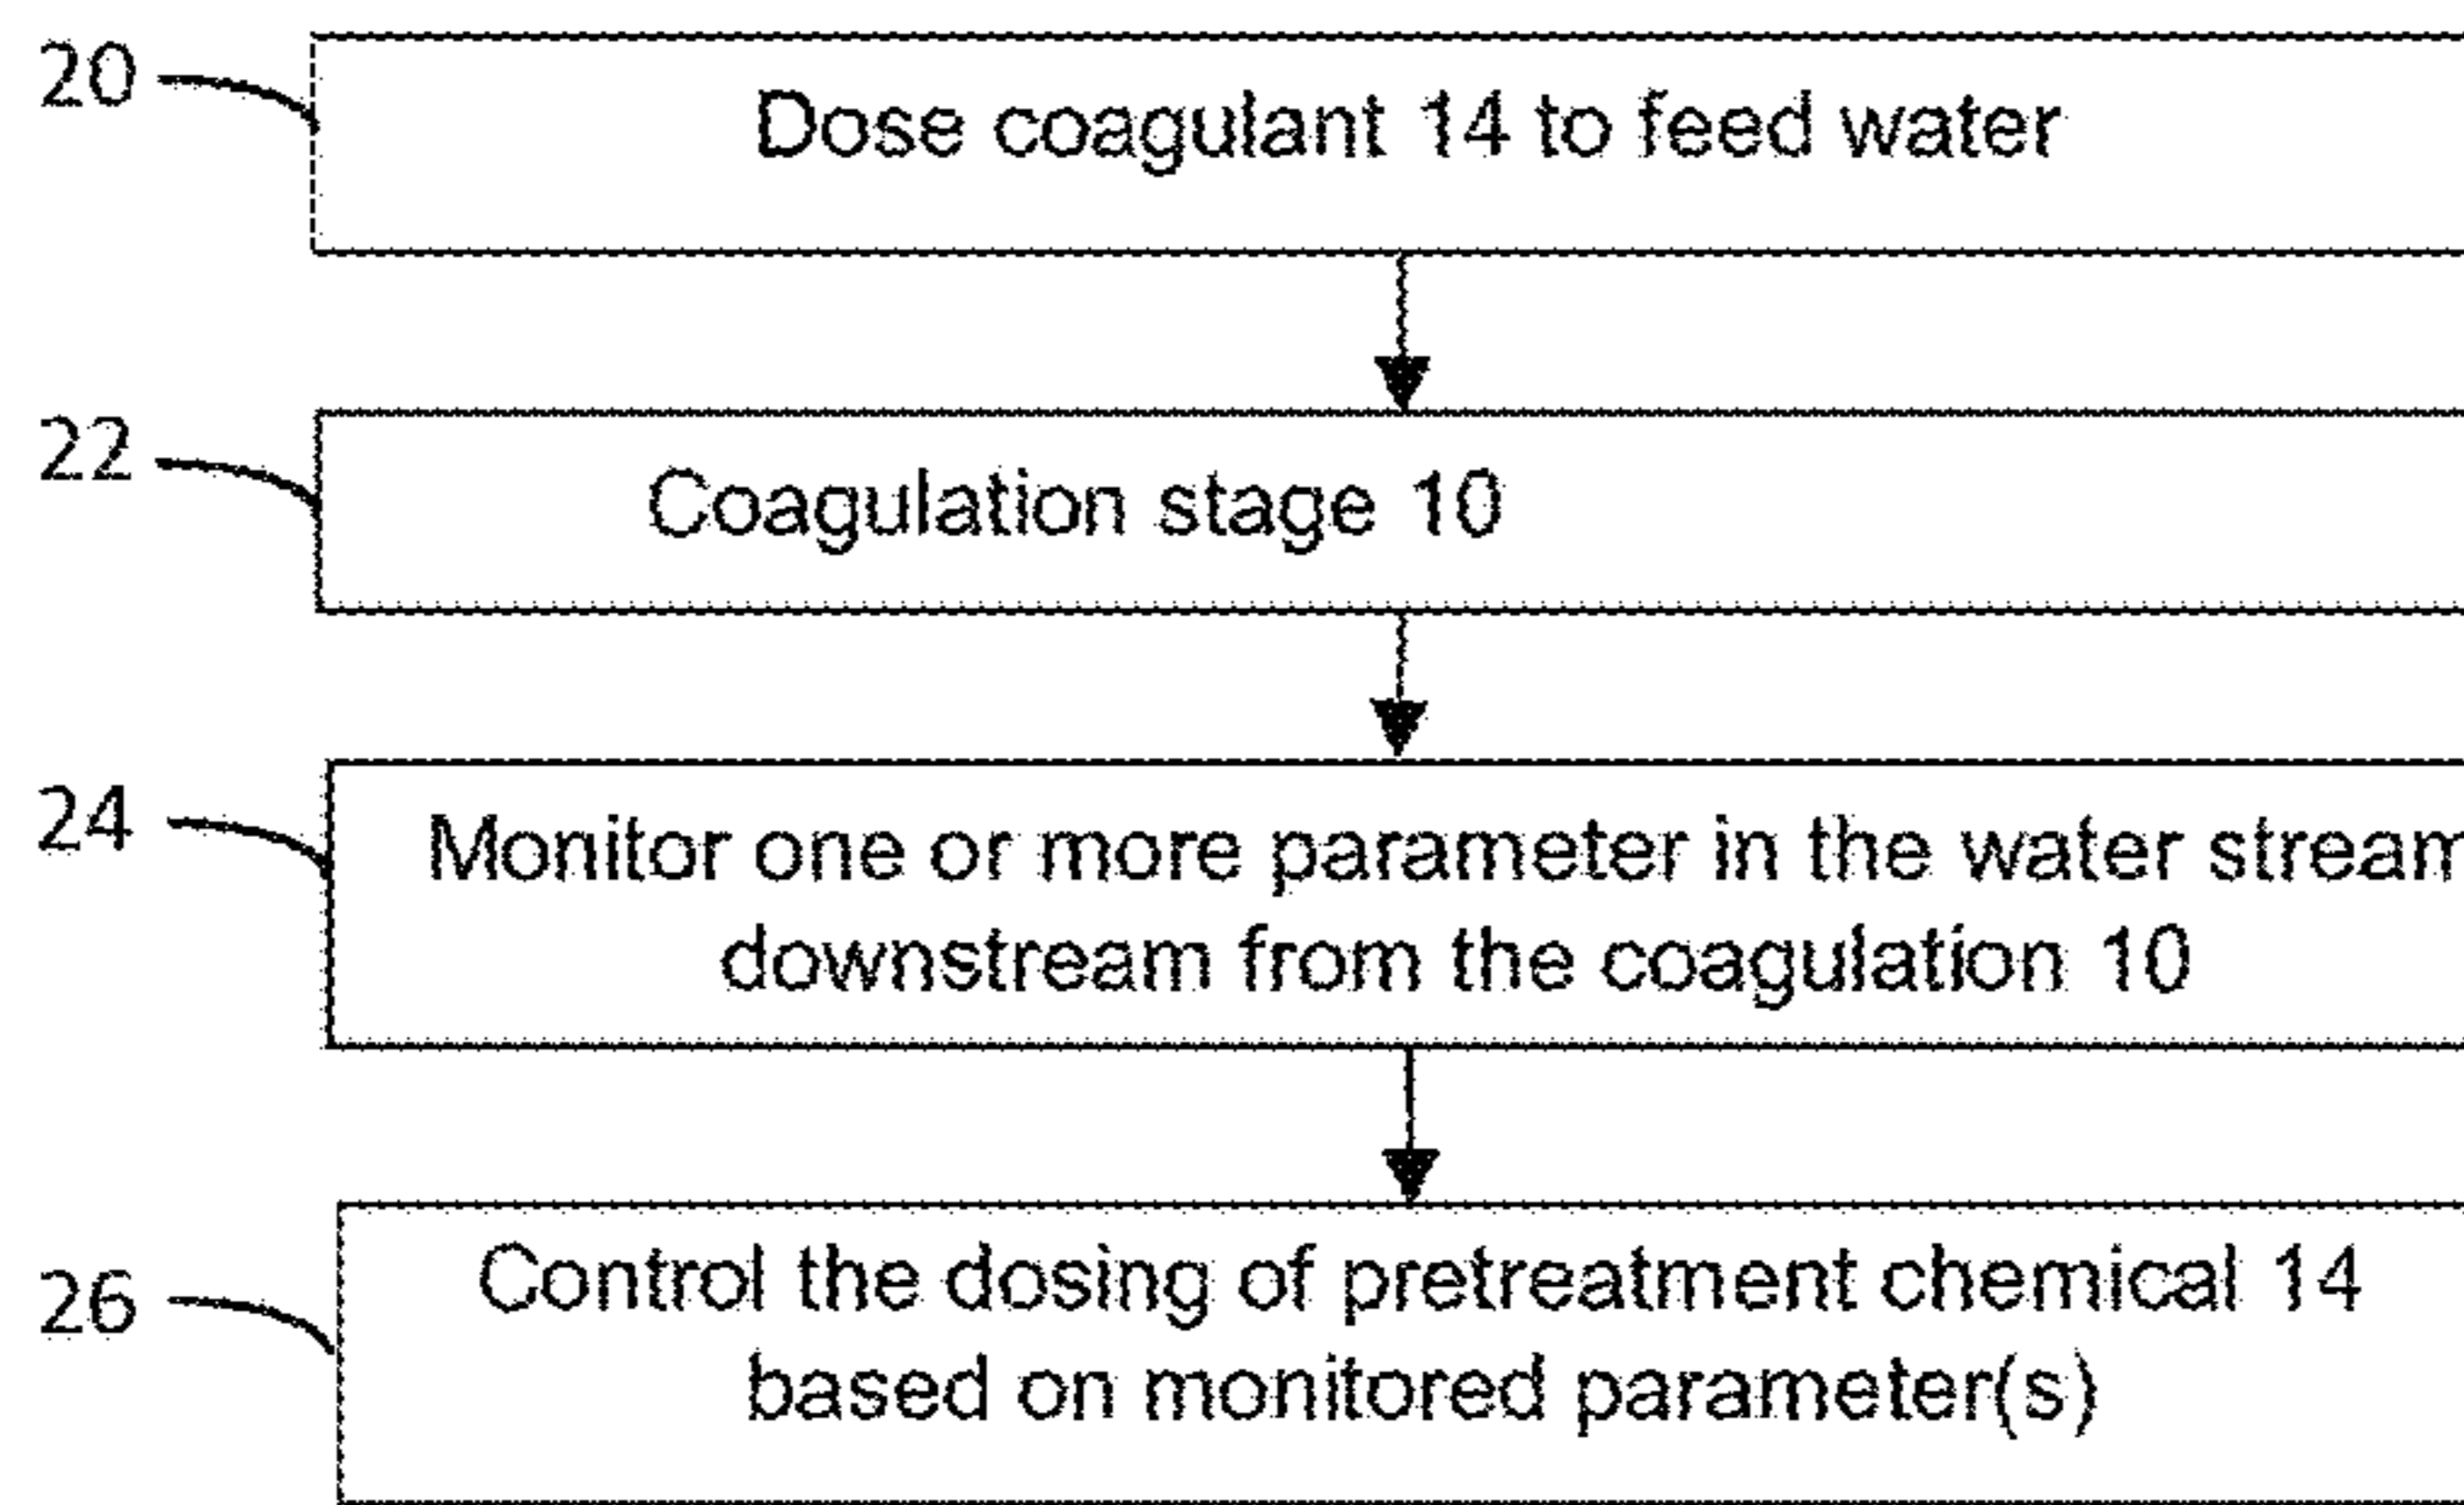 20
Dose coagulant 14 to feed water
22
Coagulation stage 10
24
Monitor one or more parameter in the water stream
downstream from the coagulation 10
26
Control the dosing of pretreatment chemical 14
based on monitored parameter(s)